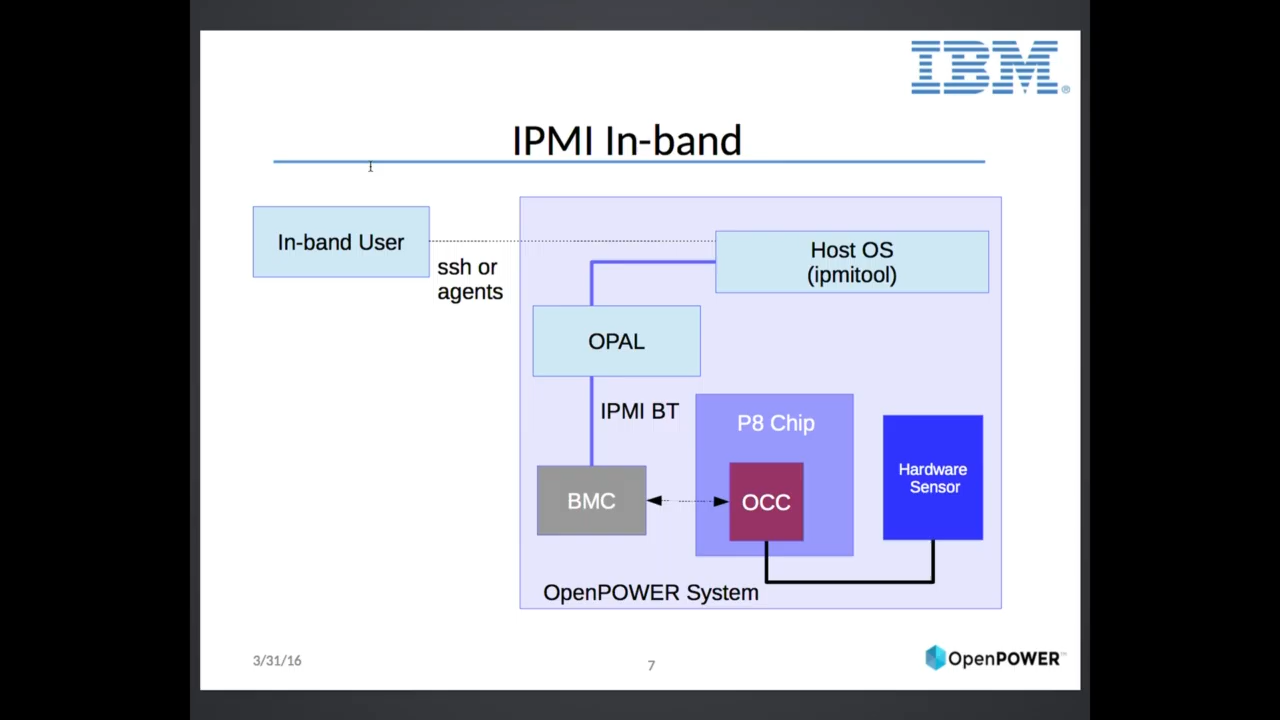 IBM®
IPMI In-band
In-band User
ssh or
agents
Host OS
(ipmitool)
OPAL
IPMI BT
P8 Chip
BMC
OCC
Hardware
Sensor
OpenPOWER System
3/31/16
7
OpenPOWER™